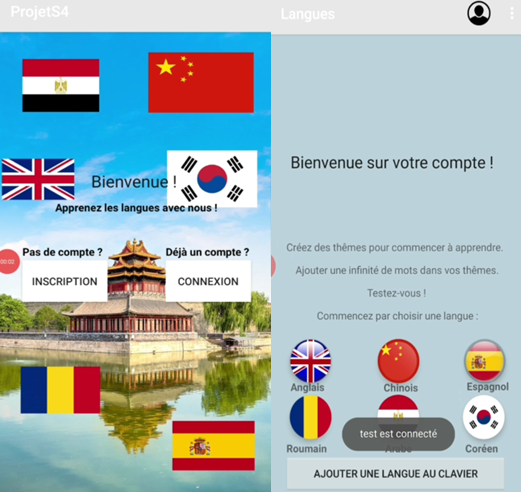 ProjetS4
Bienvenue !
Apprenez les langues avec nous !
Pas de compte ?
Déjà un compte ?
00:02
INSCRIPTION
CONNEXION
Langues
Bienvenue sur votre compte !
Créez des thèmes pour commencer à apprendre.
Ajouter une infinité de mots dans vos thèmes.
Testez-vous !
Commencez par choisir une langue :
Anglais
Chinois
Espagnol
test est connecté
Roumain
Coréen
AJOUTER UNE LANGUE AU CLAVIER